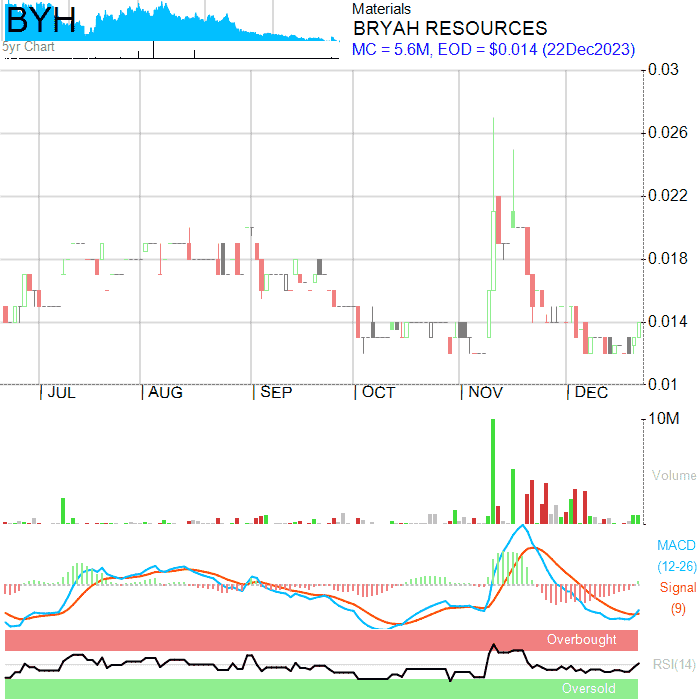 BYH
5yr Chart
Materials
BRYAH RESOURCES
MC = 5.6M, EOD = $0.014 (22Dec2023)
0.03
0.026
0.022
0.018
0.014
0.01
JUL AUG SEP OCT NOV DEC
10M
Volume
MACD
(12-26)
Signal
(9)
Overbought
RSI(14)
Oversold